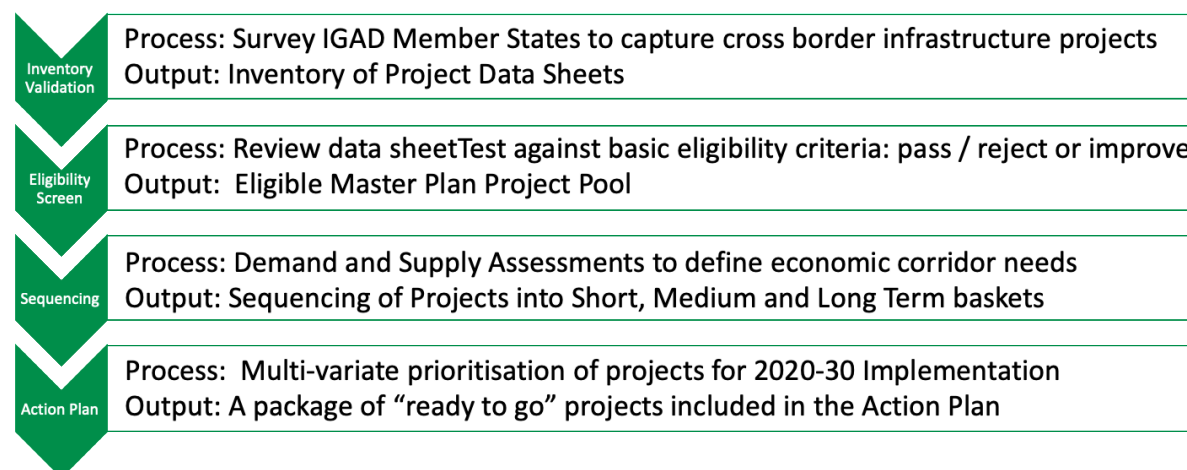 Inventory
Validation
Process: Survey IGAD Member States to capture cross border infrastructure projects
Output: Inventory of Project Data Sheets
Eligibility
Screen
Process: Review data sheetTest against basic eligibility criteria: pass / reject or improve
Output:  Eligible Master Plan Project Pool
Sequencing
Process: Demand and Supply Assessments to define economic corridor needs
Output: Sequencing of Projects into Short, Medium and Long Term baskets
Action Plan
Process:  Multi-variate prioritisation of projects for 2020-30 Implementation
Output: A package of “ready to go” projects included in the Action Plan